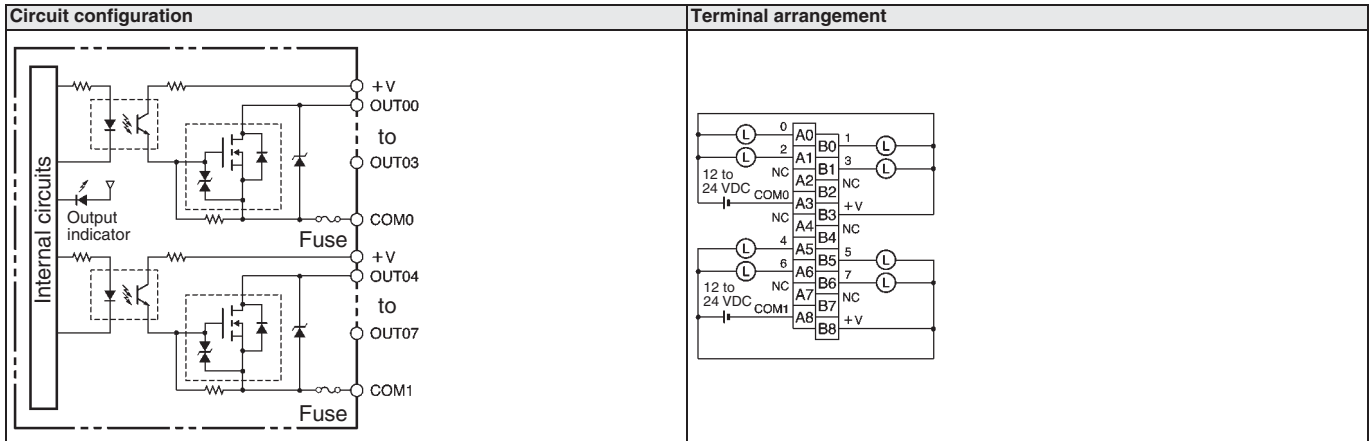 Circuit configuration
Terminal arrangement
Internal circuits
Output
indicator
+V
OUT00
to
OUT03
COM0
Fuse
+V
OUT04
to
OUT07
COM1
Fuse
L 0 A0
B0 1 L
L 2 A1
B1 3 L
12 to
24 VDC
NC A2
B2 NC
COM0 A3
B3 +V
NC A4
B4 NC
L 4 A5
B5 5 L
L 6 A6
B6 7 L
12 to
24 VDC
NC A7
B7 NC
COM1 A8
B8 +V